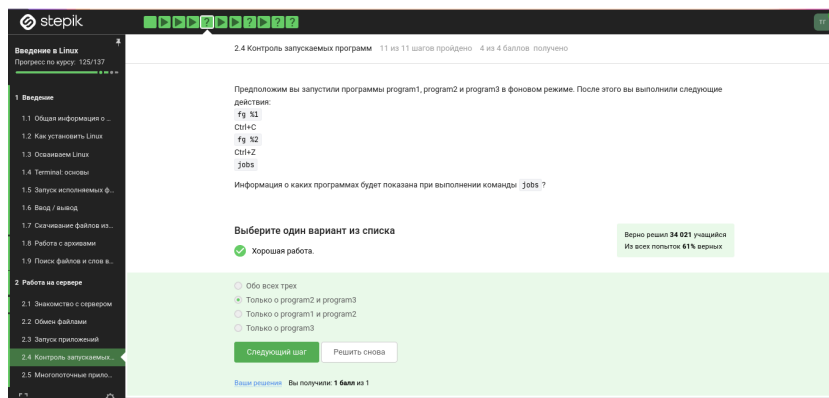 stepik
ТГ
Введение в Linux
Прогресс по курсу: 125/137
1 Введение
1.1 Общая информация о ...
1.2 Как установить Linux
1.3 Осваиваем Linux
1.4 Terminal: основы
1.5 Запуск исполняемых ф...
1.6 Ввод / вывод
1.7 Скачивание файлов из...
1.8 Работа с архивами
1.9 Поиск файлов и слов в...
2 Работа на сервере
2.1 Знакомство с сервером
2.2 Обмен файлами
2.3 Запуск приложений
2.4 Контроль запускаемых...
2.5 Многопоточные прило...
2.4 Контроль запускаемых программ 11 из 11 шагов пройдено 4 из 4 баллов получено
Предположим вы запустили программы program1, program2 и program3 в фоновом режиме. После этого вы выполнили следующие
действия:
fg %1
Ctrl+C
fg %2
Ctrl+Z
jobs
Информация о каких программах будет показана при выполнении команды jobs ?
Выберите один вариант из списка
Хорошая работа.
Верно решил 34 021 учащийся
Из всех попыток 61% верных
Обо всех трех
Только о program2 и program3
Только о program1 и program2
Только о program3
Следующий шаг
Решить снова
Ваши решения Вы получили: 1 балл из 1